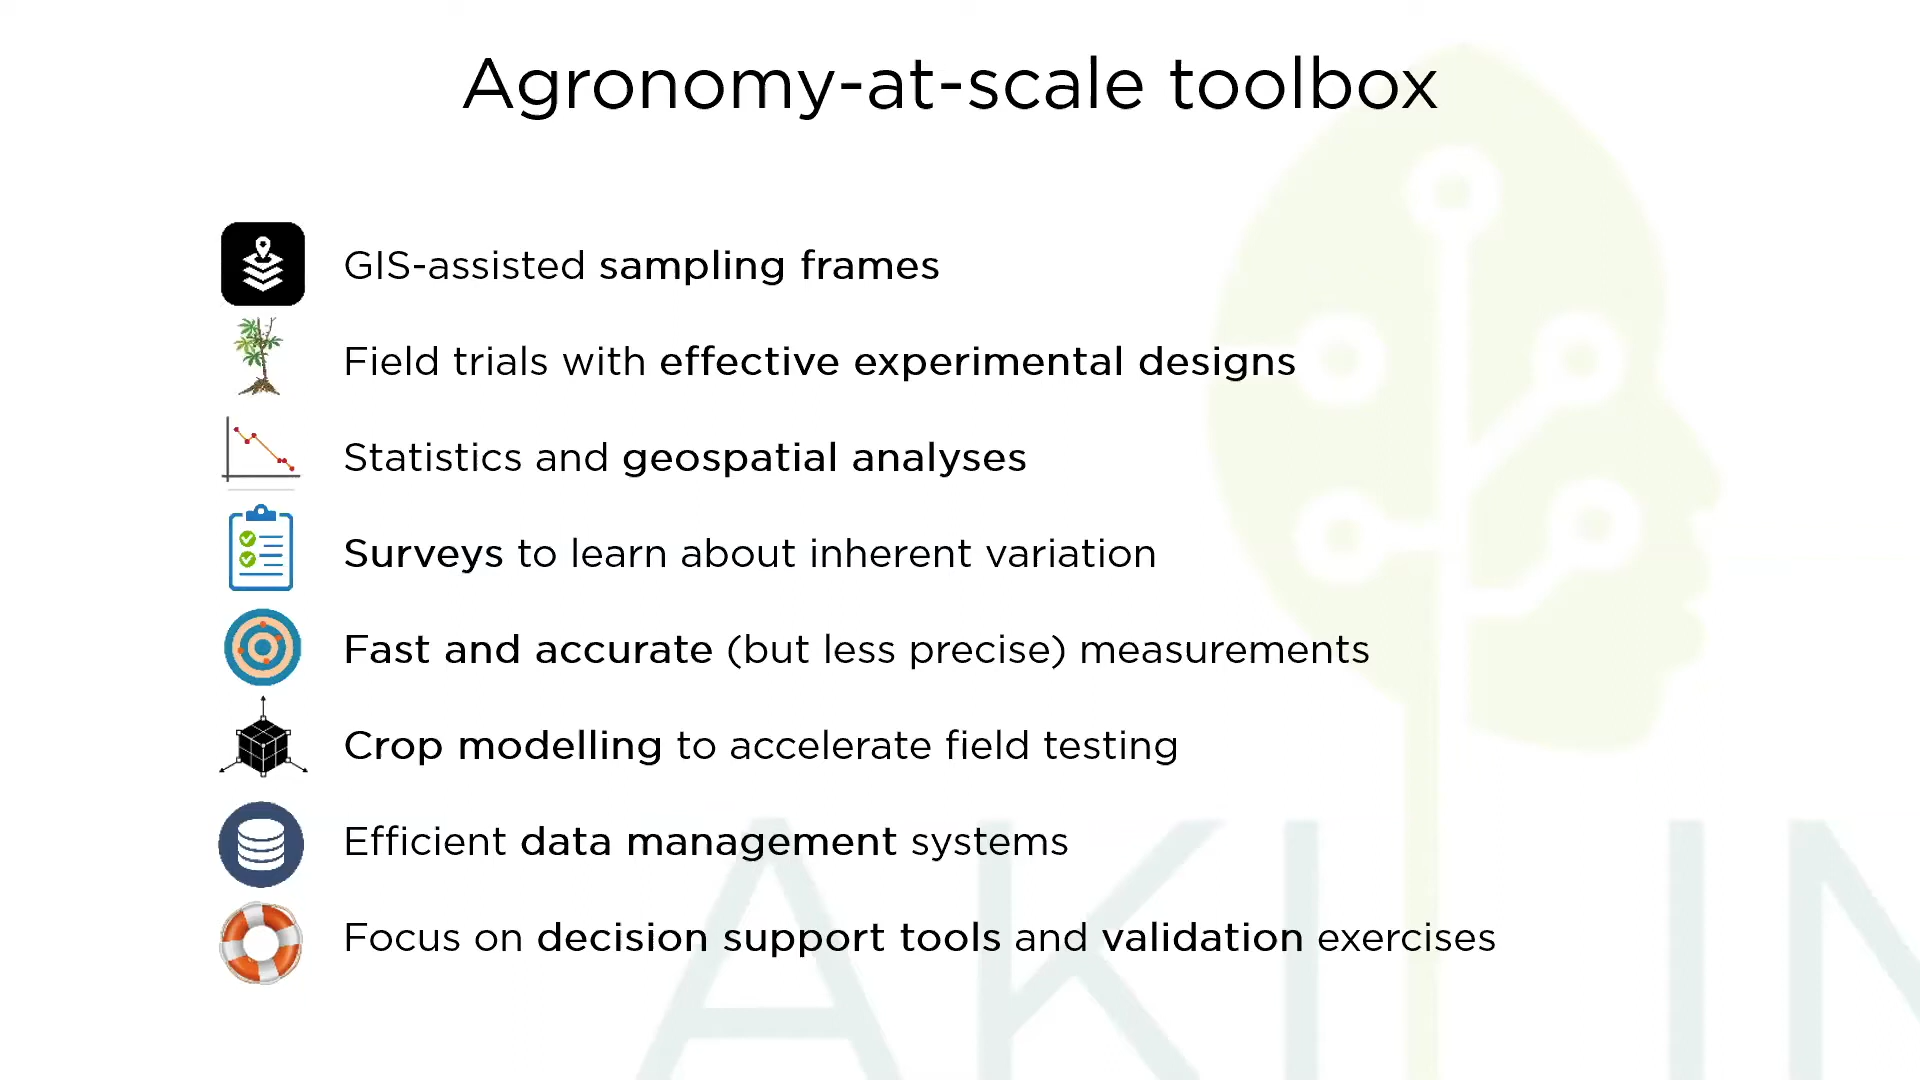 Agronomy-at-scale toolbox
GIS-assisted sampling frames
Field trials with effective experimental designs
Statistics and geospatial analyses
Surveys to learn about inherent variation
Fast and accurate (but less precise) measurements
Crop modelling to accelerate field testing
Efficient data management systems
Focus on decision support tools and validation exercises
AKILIN